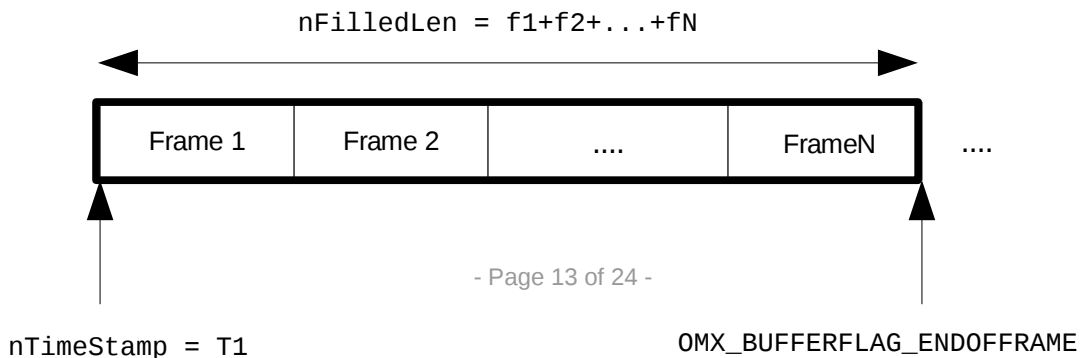 nFilledLen = f1+f2+...+fN
Frame 1 Frame 2 .... FrameN ....
- Page 13 of 24 -
nTimeStamp = T1 OMX_BUFFERFLAG_ENDOFFRAME